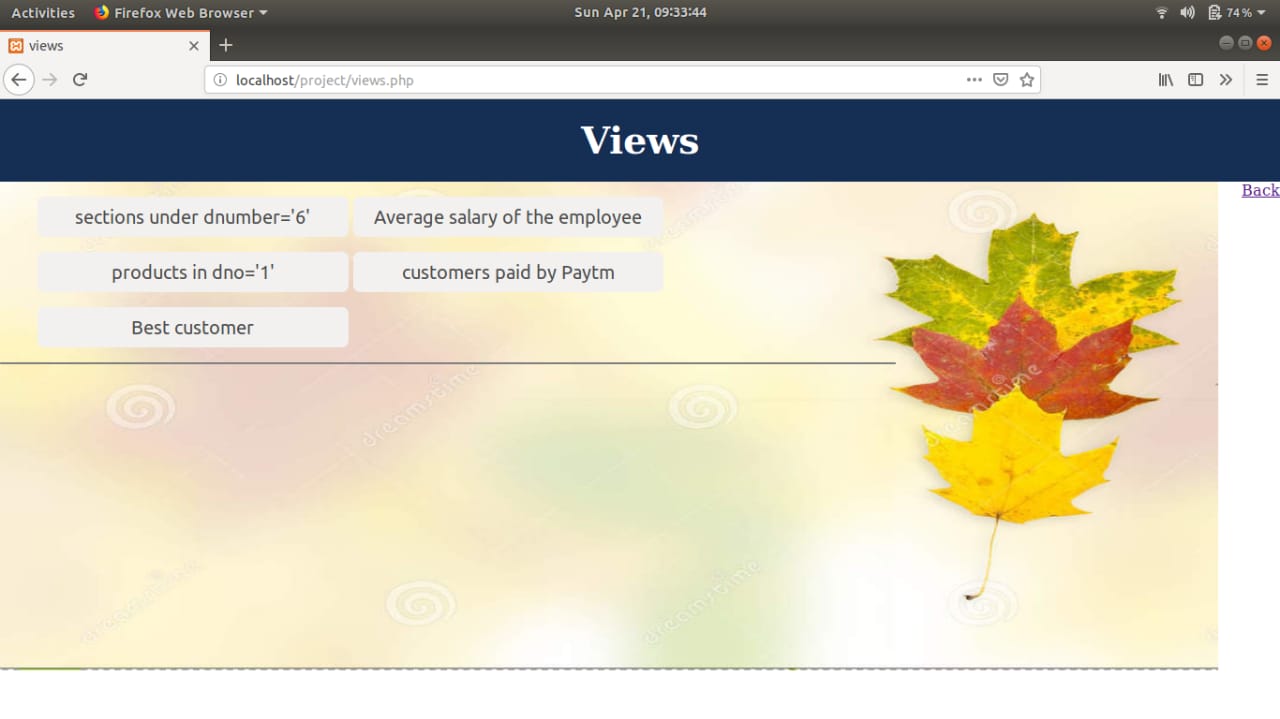 Activities Firefox Web Browser Sun Apr 21, 09:33:44 74%
views
localhost/project/views.php
Views
Back
sections under dnumber='6' Average salary of the employee
products in dno='1' customers paid by Paytm
Best customer
dreamstime
dreamstime
dreamstime
dreamstime
dreamstime